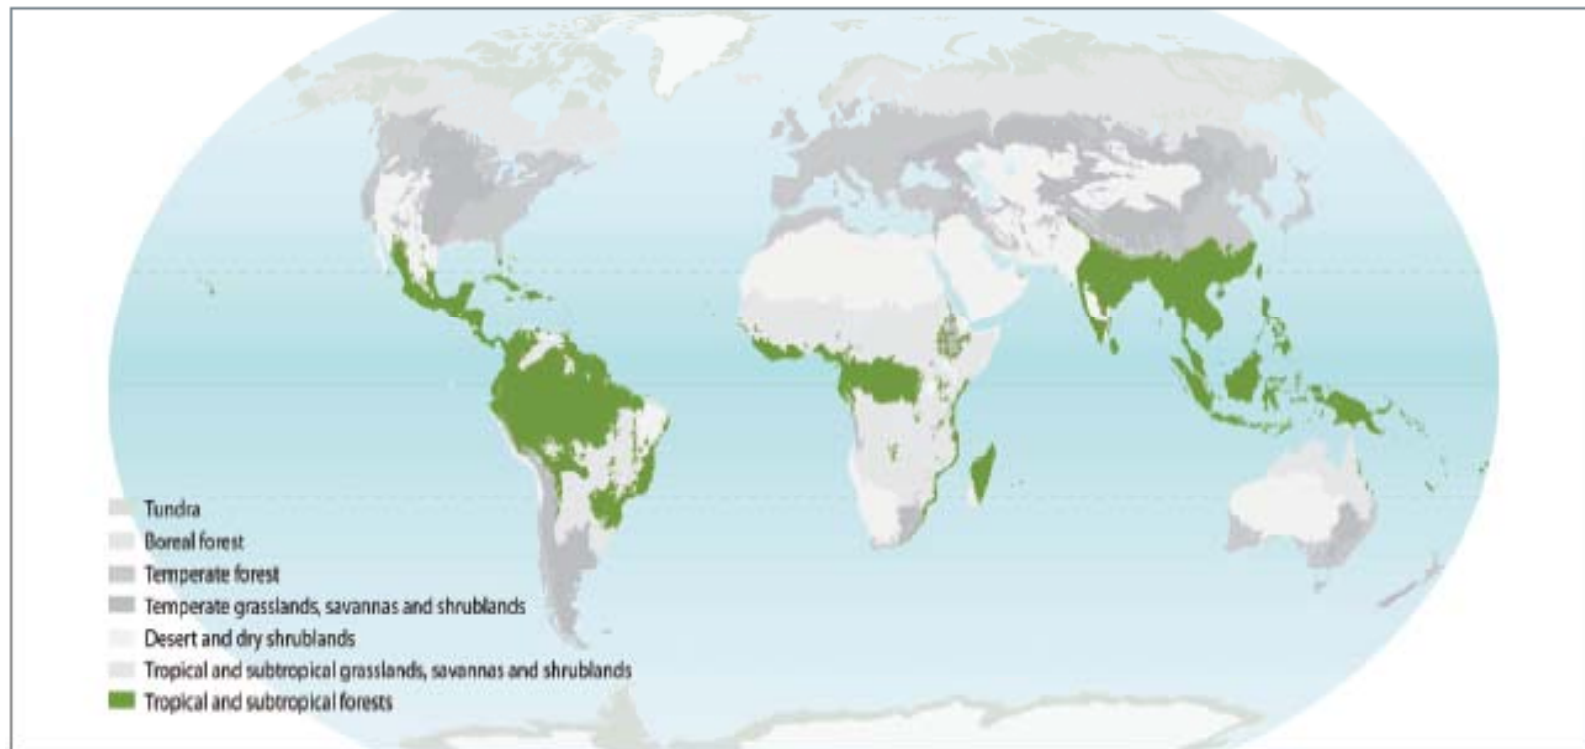 Tundra
Boreal forest
Temperate forest
Temperate grasslands, savannas and shrublands
Desert and dry shrublands
Tropical and subtropical grasslands, savannas and shrublands
Tropical and subtropical forests